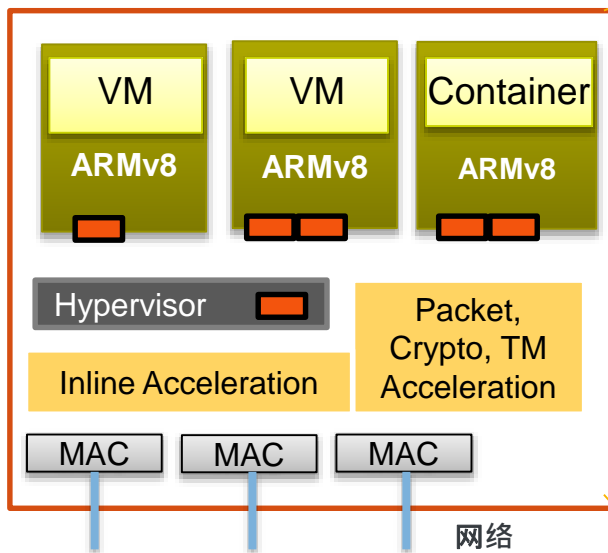 VM
VM
Container
ARMv8
ARMv8
ARMv8
Hypervisor
Packet,
Crypto, TM
Acceleration
Inline Acceleration
MAC
MAC
MAC
网络